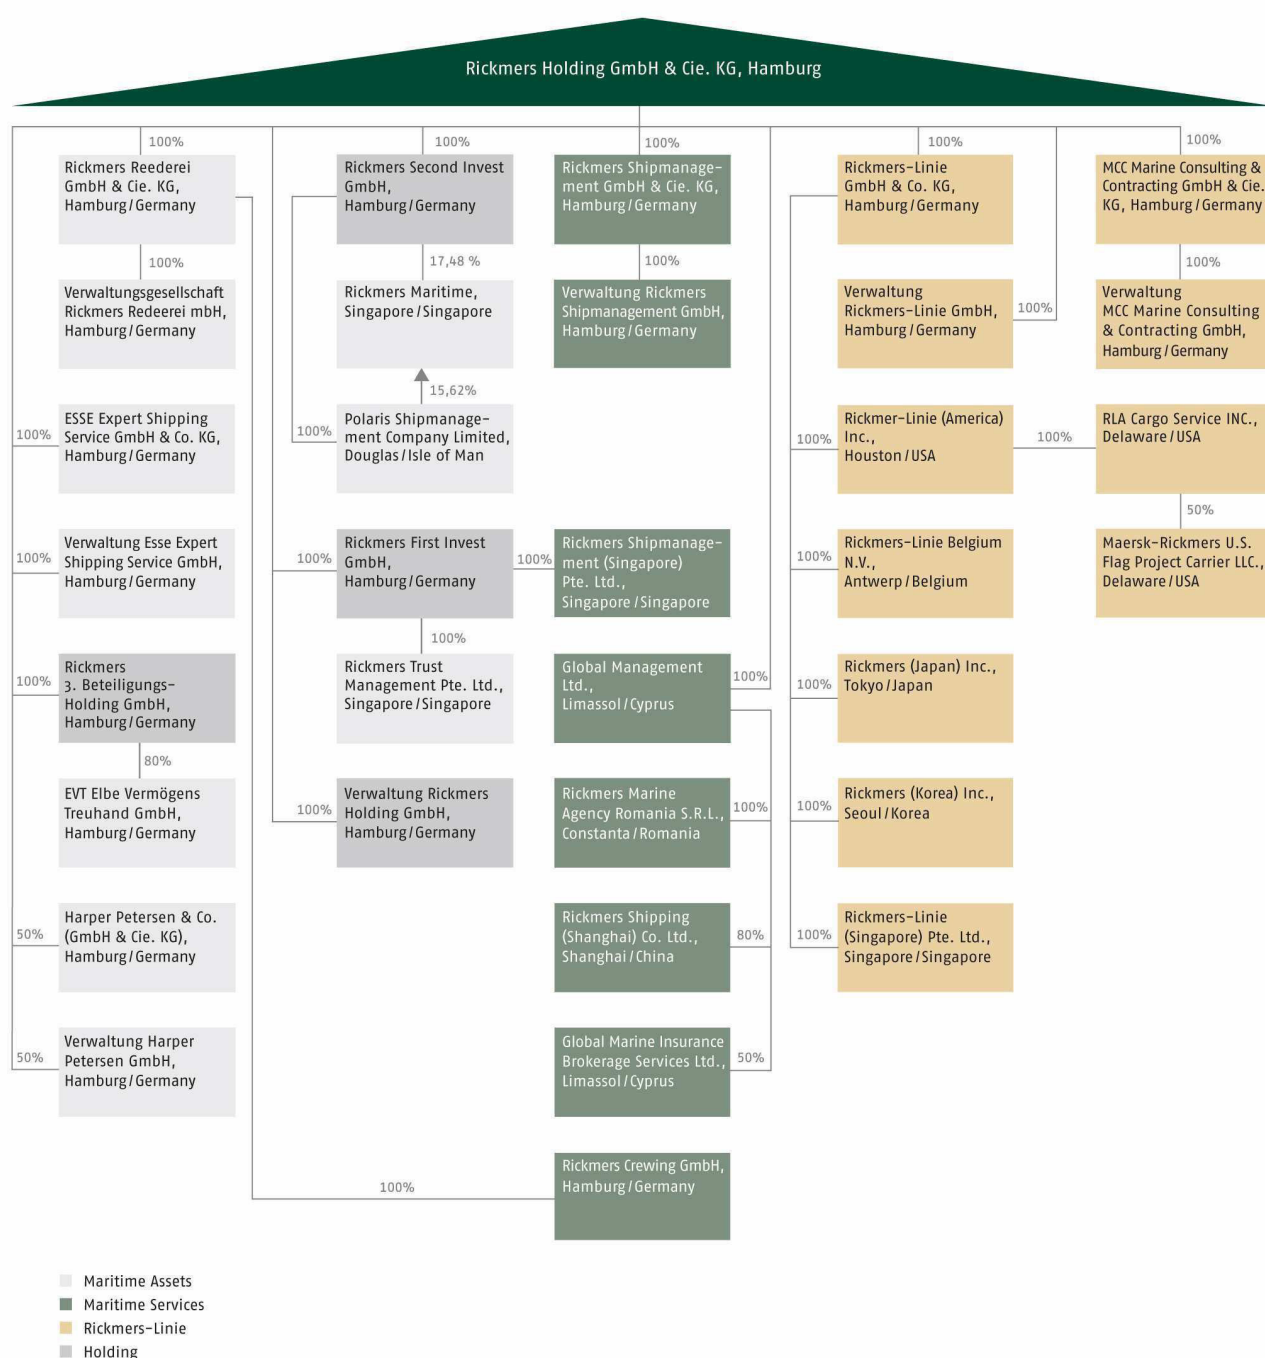 Rickmers Holding GmbH & Cie. KG, Hamburg
100%
Rickmers Reederei
GmbH & Cie. KG,
Hamburg / Germany
100%
Verwaltungsgesellschaft
Rickmers Redeerei mbH,
Hamburg / Germany
100%
ESSE Expert Shipping
Service GmbH & Co. KG,
Hamburg / Germany
100%
Verwaltung Esse Expert
Shipping Service GmbH,
Hamburg / Germany
100%
Rickmers
3. Beteiligungs-
Holding GmbH,
Hamburg / Germany
80%
EVT Elbe Vermögens
Treuhand GmbH,
Hamburg / Germany
50%
Harper Petersen & Co.
(GmbH & Cie. KG),
Hamburg / Germany
50%
Verwaltung Harper
Petersen GmbH,
Hamburg / Germany
100%
Rickmers Second Invest
GmbH,
Hamburg / Germany
17,48 %
Rickmers Maritime,
Singapore / Singapore
15,62%
100%
Polaris Shipmanage-
ment Company Limited,
Douglas / Isle of Man
100%
Rickmers First Invest
GmbH,
Hamburg / Germany
100%
100%
Rickmers Trust
Management Pte. Ltd.,
Singapore / Singapore
100%
Verwaltung Rickmers
Holding GmbH,
Hamburg / Germany
100%
Rickmers Shipmanage-
ment GmbH & Cie. KG,
Hamburg / Germany
100%
Verwaltung Rickmers
Shipmanagement GmbH,
Hamburg / Germany
Rickmers Shipmanage-
ment (Singapore)
Pte. Ltd.,
Singapore / Singapore
Global Management
Ltd.,
Limassol / Cyprus
100%
Rickmers Marine
Agency Romania S.R.L.,
Constanta / Romania
100%
Rickmers Shipping
(Shanghai) Co. Ltd.,
Shanghai / China
80%
Global Marine Insurance
Brokerage Services Ltd.,
Limassol / Cyprus
50%
100%
Rickmers Crewing GmbH,
Hamburg / Germany
100%
Rickmers-Linie
GmbH & Co. KG,
Hamburg / Germany
Verwaltung
Rickmers-Linie GmbH,
Hamburg / Germany
100%
100%
Rickmer-Linie (America)
Inc.,
Houston / USA
100%
100%
Rickmers-Linie Belgium
N.V.,
Antwerp / Belgium
100%
Rickmers (Japan) Inc.,
Tokyo / Japan
100%
Rickmers (Korea) Inc.,
Seoul / Korea
100%
Rickmers-Linie
(Singapore) Pte. Ltd.,
Singapore / Singapore
100%
MCC Marine Consulting &
Contracting GmbH & Cie.
KG, Hamburg / Germany
100%
Verwaltung
MCC Marine Consulting
& Contracting GmbH,
Hamburg / Germany
RLA Cargo Service INC.,
Delaware / USA
50%
Maersk-Rickmers U.S.
Flag Project Carrier LLC.,
Delaware / USA
Maritime Assets
Maritime Services
Rickmers-Linie
Holding